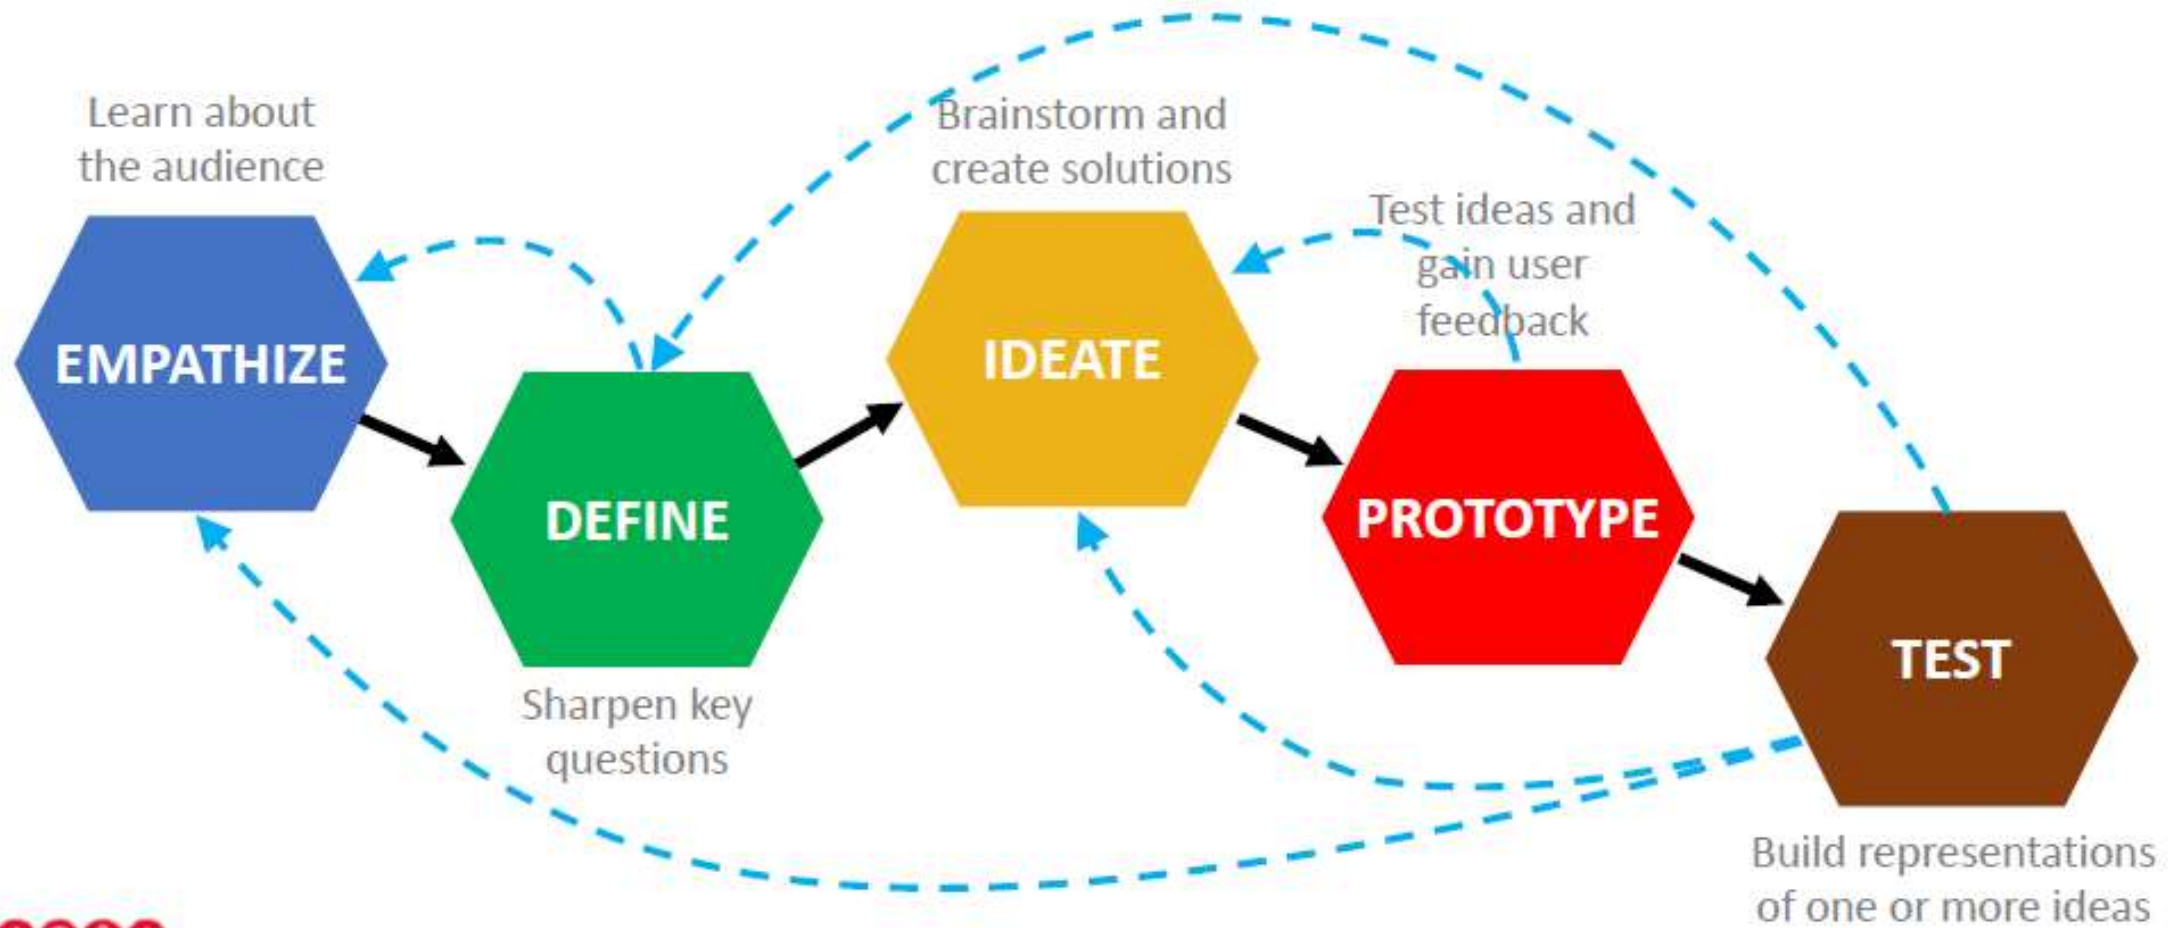 Learn about
the audience
EMPATHIZE
DEFINE
Sharpen key
questions
Brainstorm and
create solutions
IDEATE
Test ideas and
gain user
feedback
PROTOTYPE
TEST
Build representations
of one or more ideas